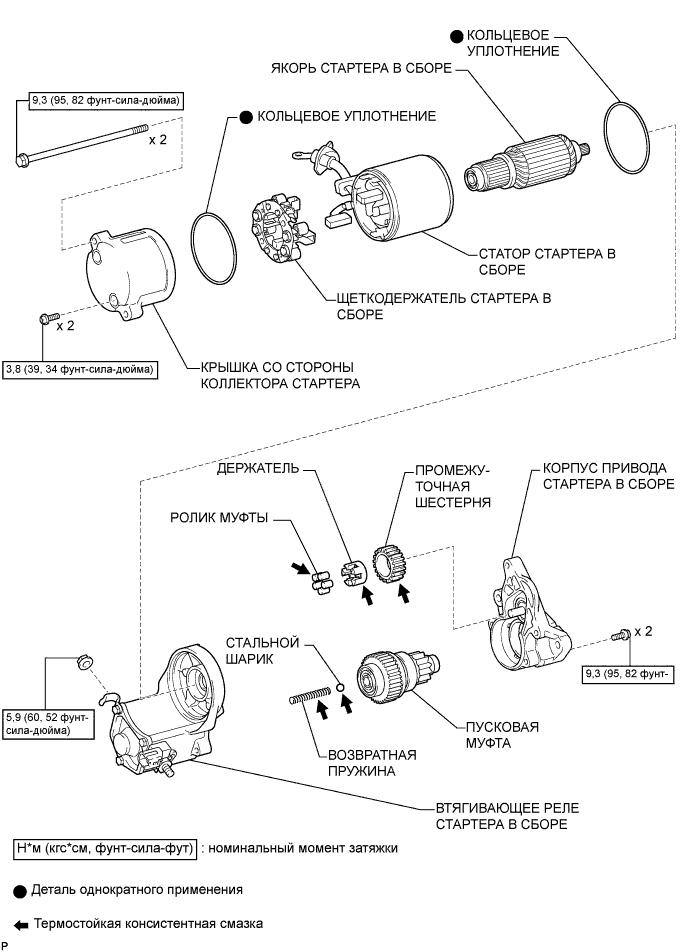 КОЛЬЦЕВОЕ
УПЛОТНЕНИЕ
ЯКОРЬ СТАРТЕРА В СБОРЕ
9,3 (95, 82 фунт-сила-дюйма)
x 2
КОЛЬЦЕВОЕ УПЛОТНЕНИЕ
СТАТОР СТАРТЕРА В
СБОРЕ
ЩЕТКОДЕРЖАТЕЛЬ СТАРТЕРА В
СБОРЕ
x 2
3,8 (39, 34 фунт-сила-дюйма)
КРЫШКА СО СТОРОНЫ
КОЛЛЕКТОРА СТАРТЕРА
ДЕРЖАТЕЛЬ
ПРОМЕЖУ-
ТОЧНАЯ
ШЕСТЕРНЯ
КОРПУС ПРИВОДА
СТАРТЕРА В СБОРЕ
РОЛИК МУФТЫ
x 2
СТАЛЬНОЙ
ШАРИК
9,3 (95, 82 фунт-
5,9 (60, 52 фунт-
сила-дюйма)
ПУСКОВАЯ
МУФТА
ВОЗВРАТНАЯ
ПРУЖИНА
ВТЯГИВАЮЩЕЕ РЕЛЕ
СТАРТЕРА В СБОРЕ
Н*м (кгс*см, фунт-сила-фут) : номинальный момент затяжки
Деталь однократного применения
Термостойкая консистентная смазка
P